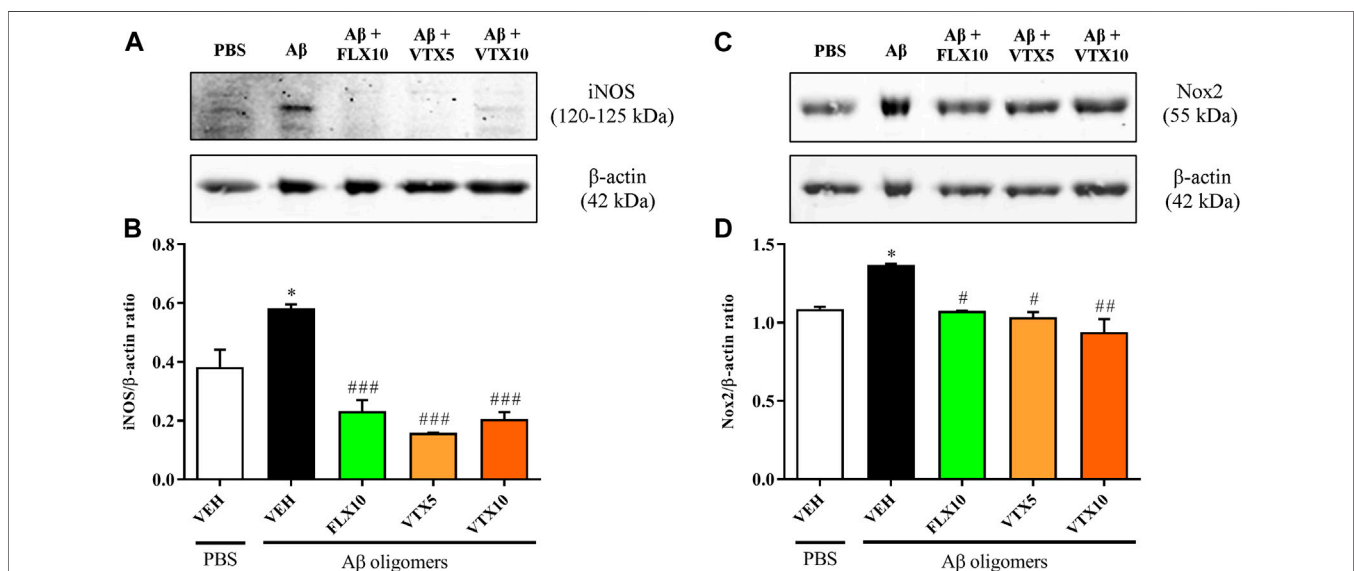 A
PBS
Aβ
Aβ +
FLX10
Aβ +
VTX5
Aβ +
VTX10
iNOS
(120-125 kDa)
β-actin
(42 kDa)
B
iNOS/β-actin ratio
0.8
0.6
0.4
0.2
0.0
*
###
###
###
VEH
VEH
FLX10
VTX5
VTX10
PBS
Aβ oligomers
C
PBS
Aβ
Aβ +
FLX10
Aβ +
VTX5
Aβ +
VTX10
Nox2
(55 kDa)
β-actin
(42 kDa)
D
Nox2/β-actin ratio
1.5
1.0
0.5
0.0
*
#
#
##
VEH
VEH
FLX10
VTX5
VTX10
PBS
Aβ oligomers